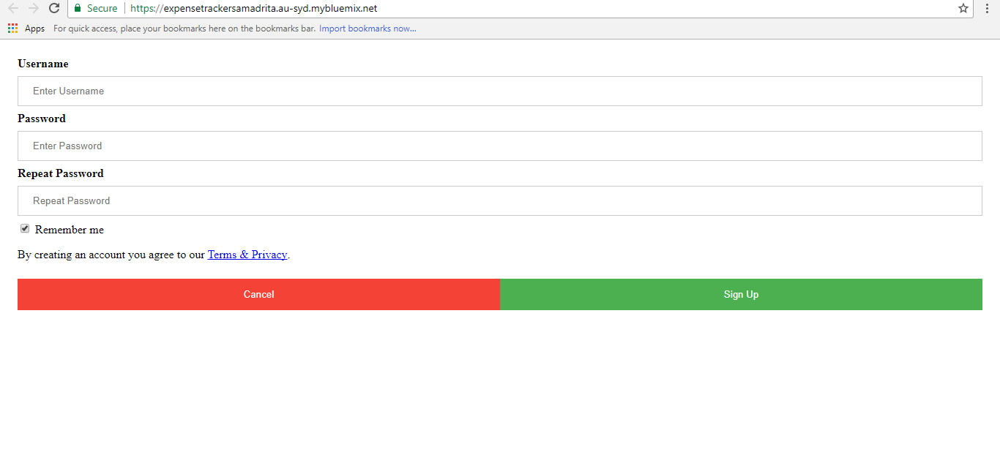 Secure https://expensetrackersamadrita.au-syd.mybluemix.net
Apps For quick access, place your bookmarks here on the bookmarks bar. Import bookmarks now...
Username
Enter Username
Password
Enter Password
Repeat Password
Repeat Password
Remember me
By creating an account you agree to our Terms & Privacy.
Cancel Sign Up